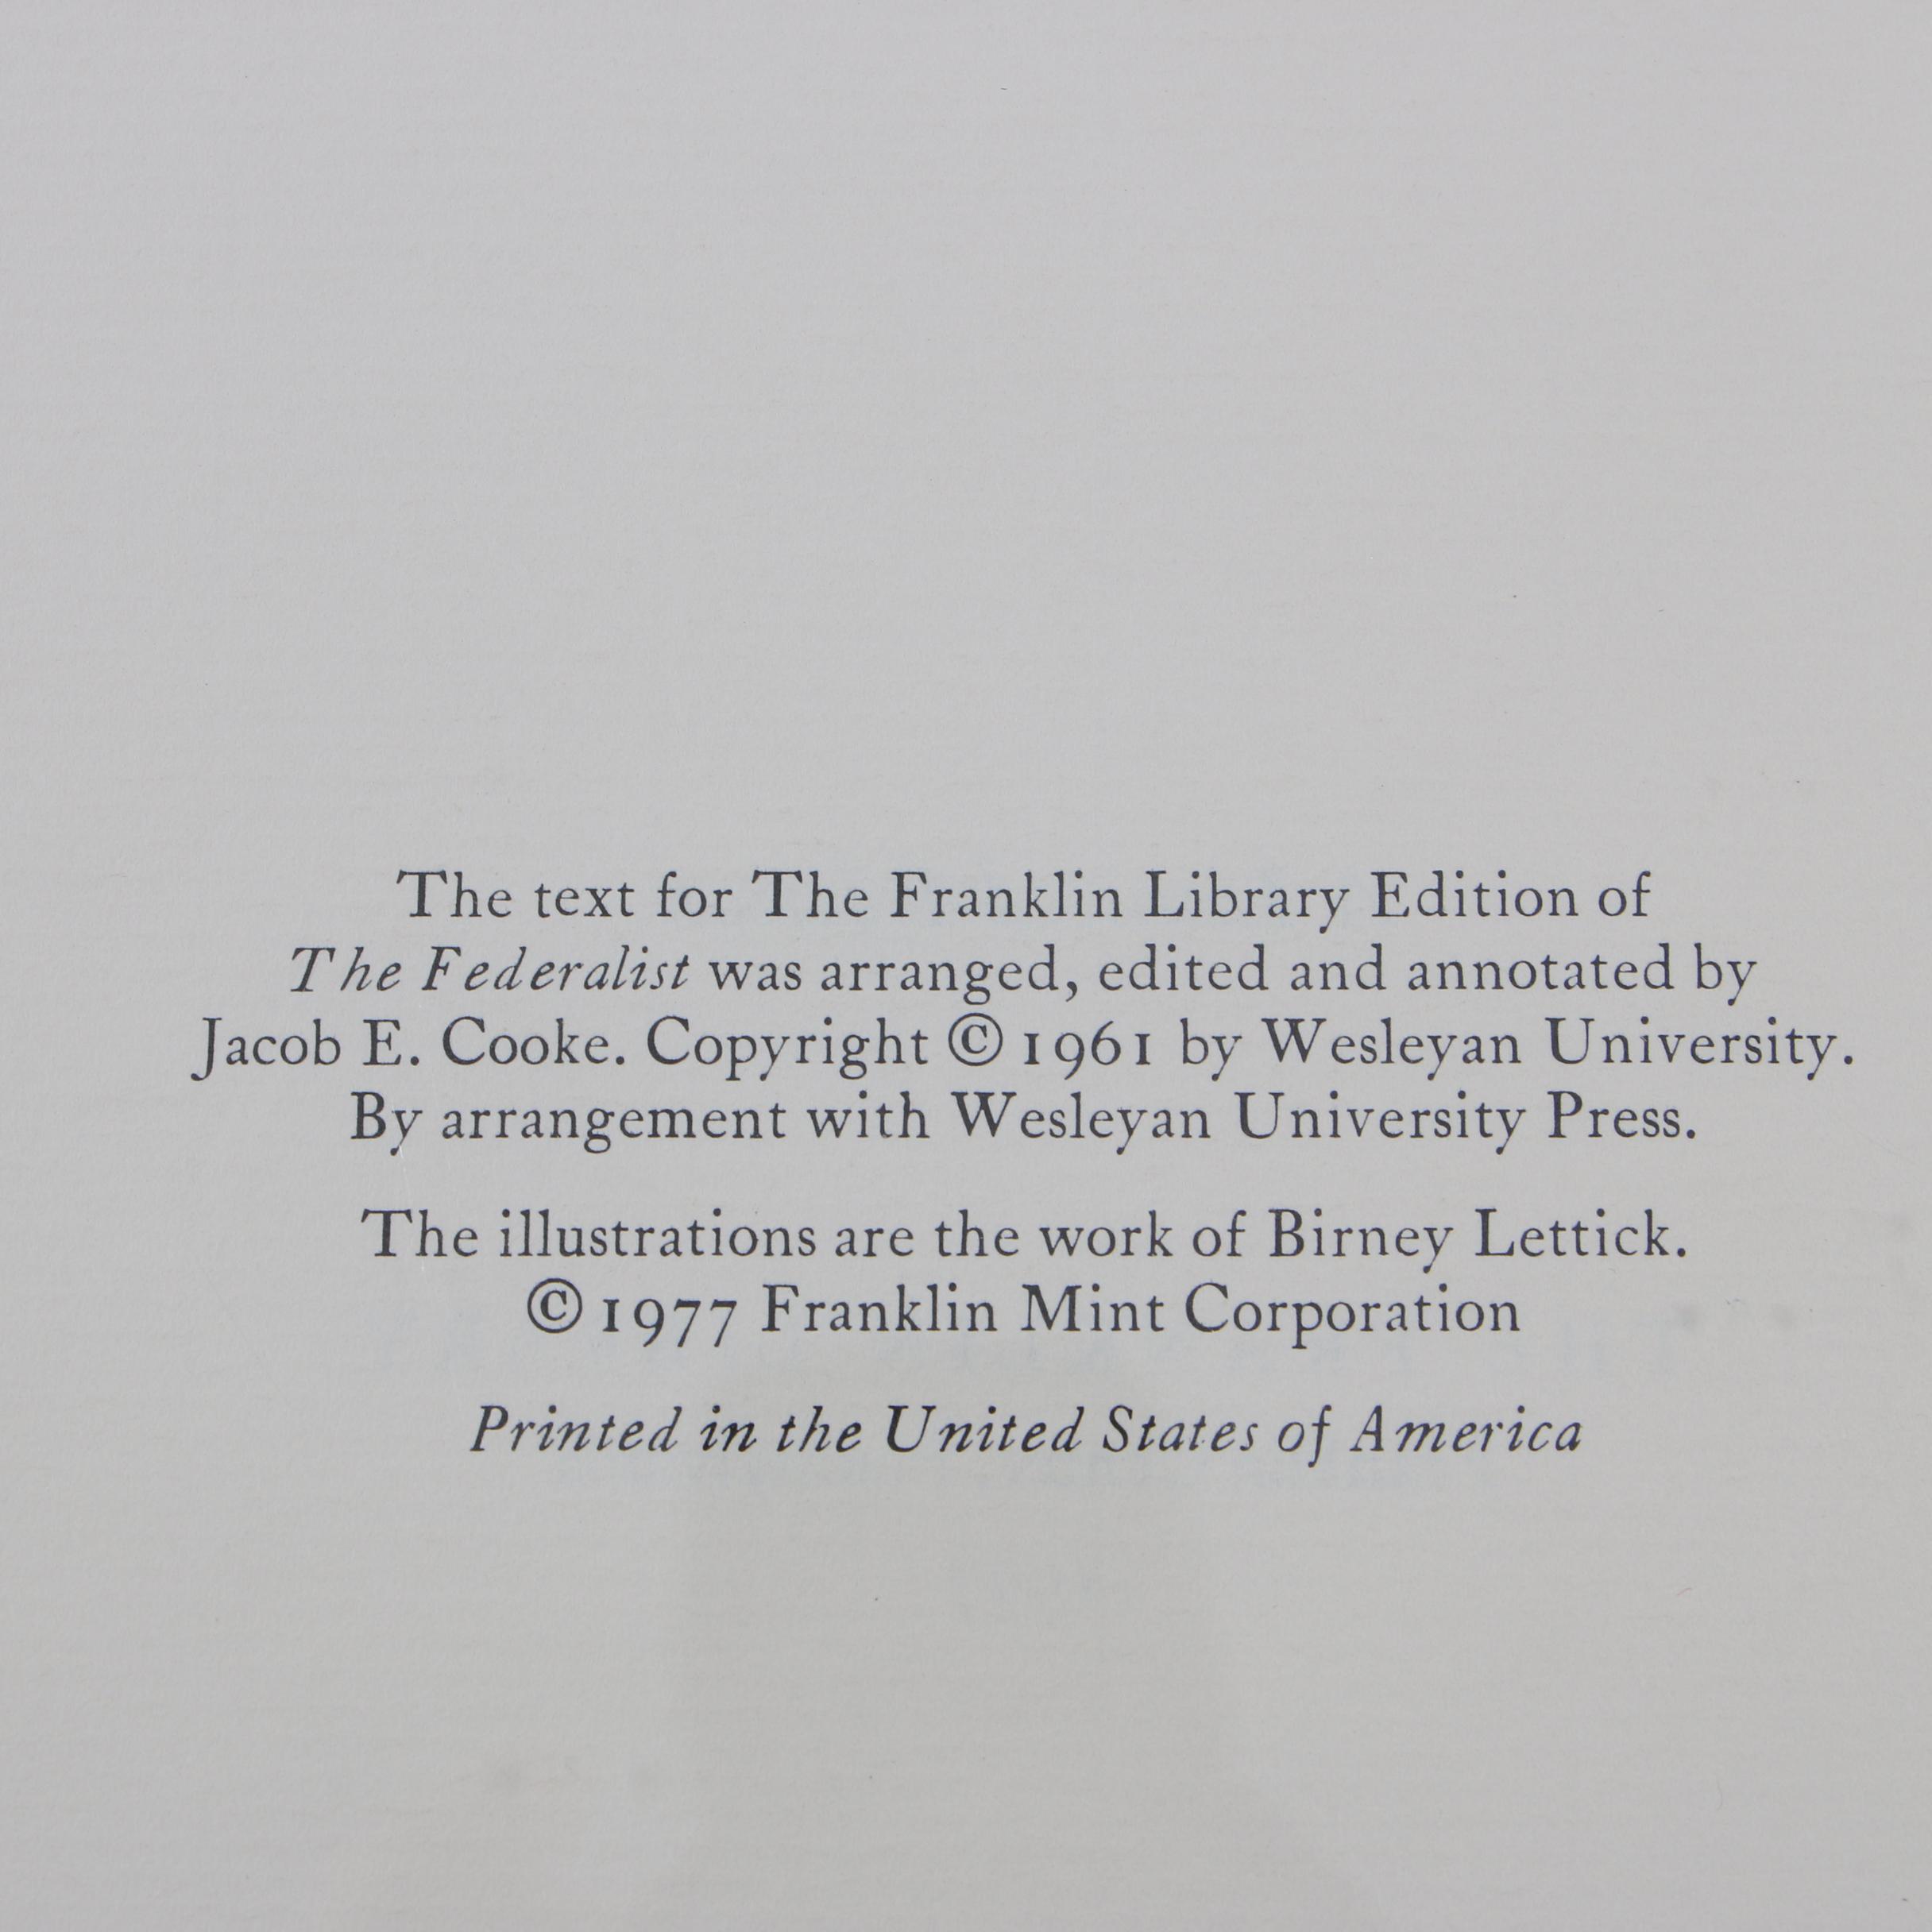 The text for The Franklin Library Edition of
The Federalist was arranged, edited and annotated by
Jacob E. Cooke. Copyright © 1961 by Wesleyan University.
By arrangement with Wesleyan University Press.
The illustrations are the work of Birney Lettick.
© 1977 Franklin Mint Corporation
Printed in the United States of America